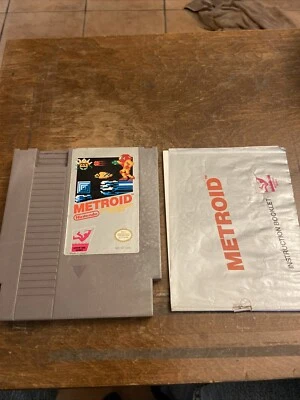 METROID
Nintendo
METROID
INSTRUCTION BOOKLET